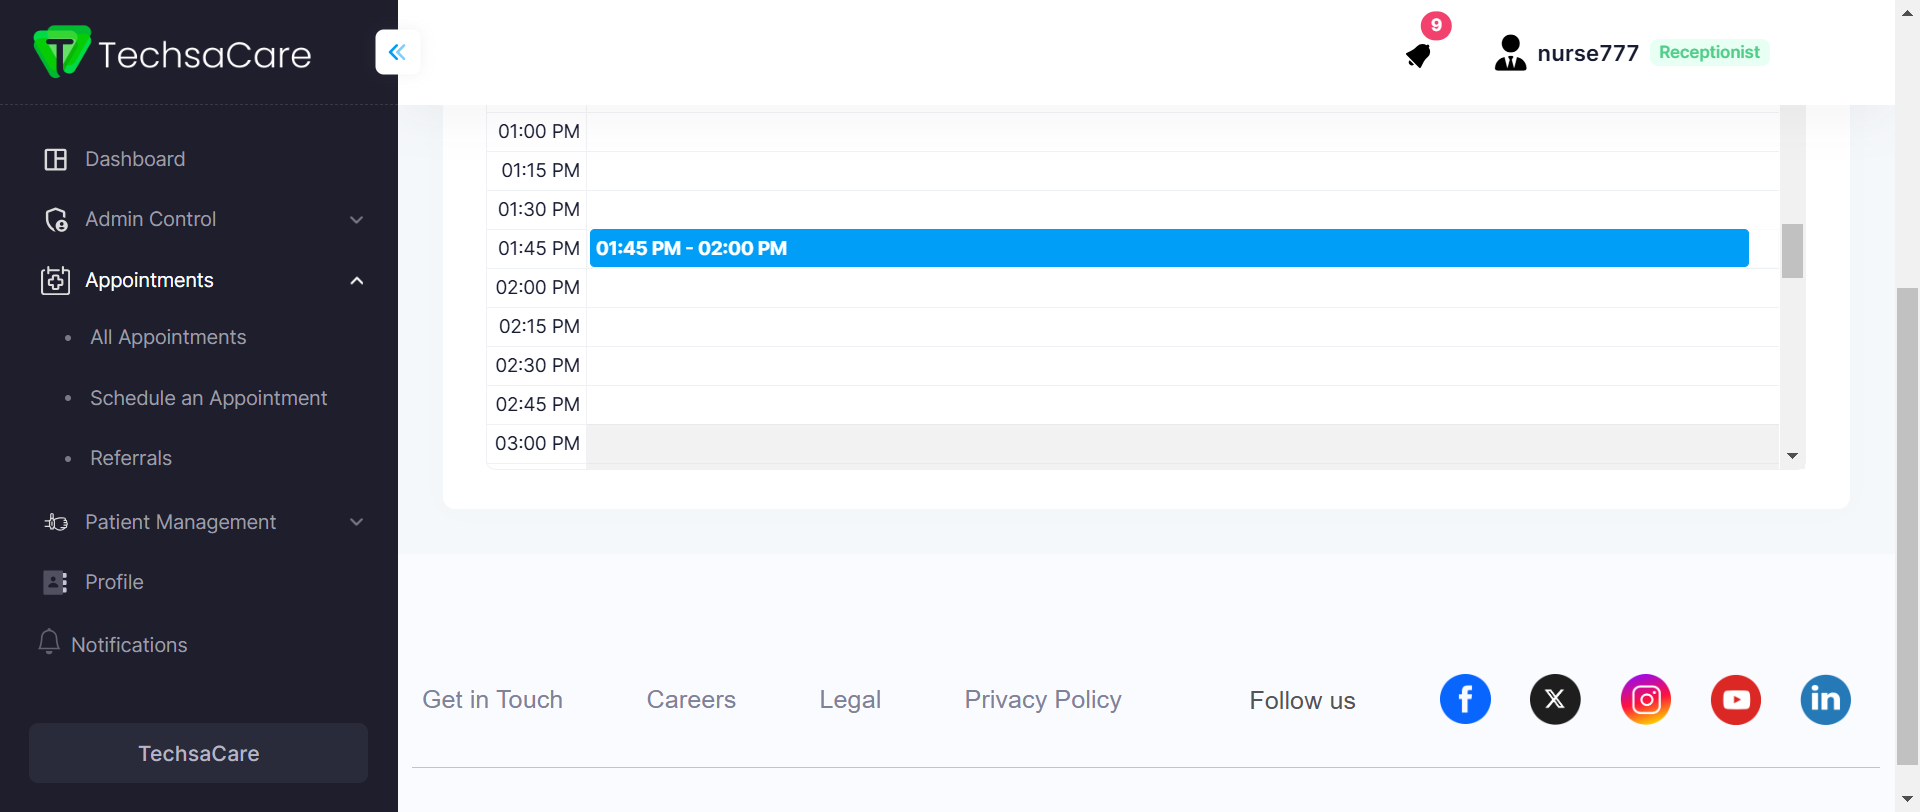 TechsaCare
9
nurse777 Receptionist
Dashboard
Admin Control
Appointments
All Appointments
Schedule an Appointment
Referrals
Patient Management
Profile
Notifications
TechsaCare
01:00 PM
01:15 PM
01:30 PM
01:45 PM 01:45 PM - 02:00 PM
02:00 PM
02:15 PM
02:30 PM
02:45 PM
03:00 PM
Get in Touch Careers Legal Privacy Policy Follow us